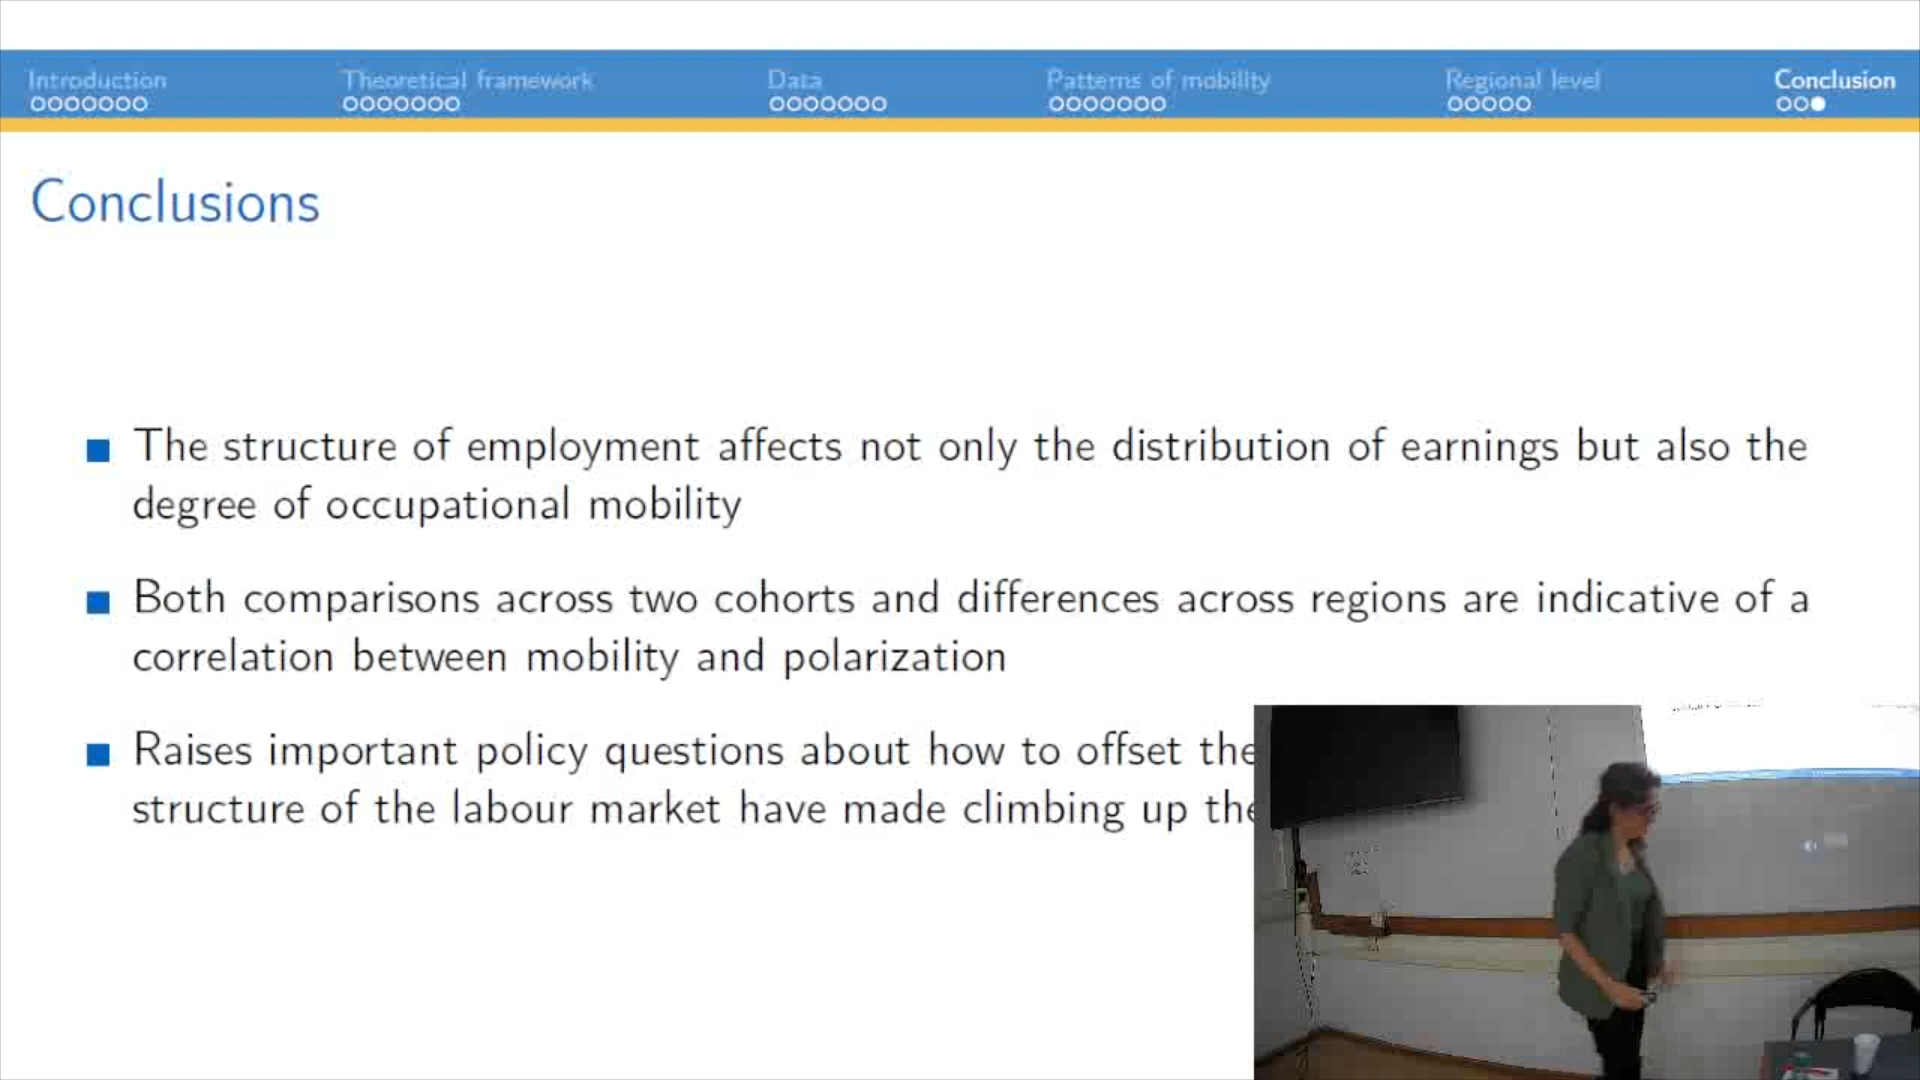 Introduction Theoretical framework Data Patterns of mobility Regional level Conclusion
Conclusions
The structure of employment affects not only the distribution of earnings but also the
degree of occupational mobility
Both comparisons across two cohorts and differences across regions are indicative of a
correlation between mobility and polarization
Raises important policy questions about how to offset the
structure of the labour market have made climbing up the